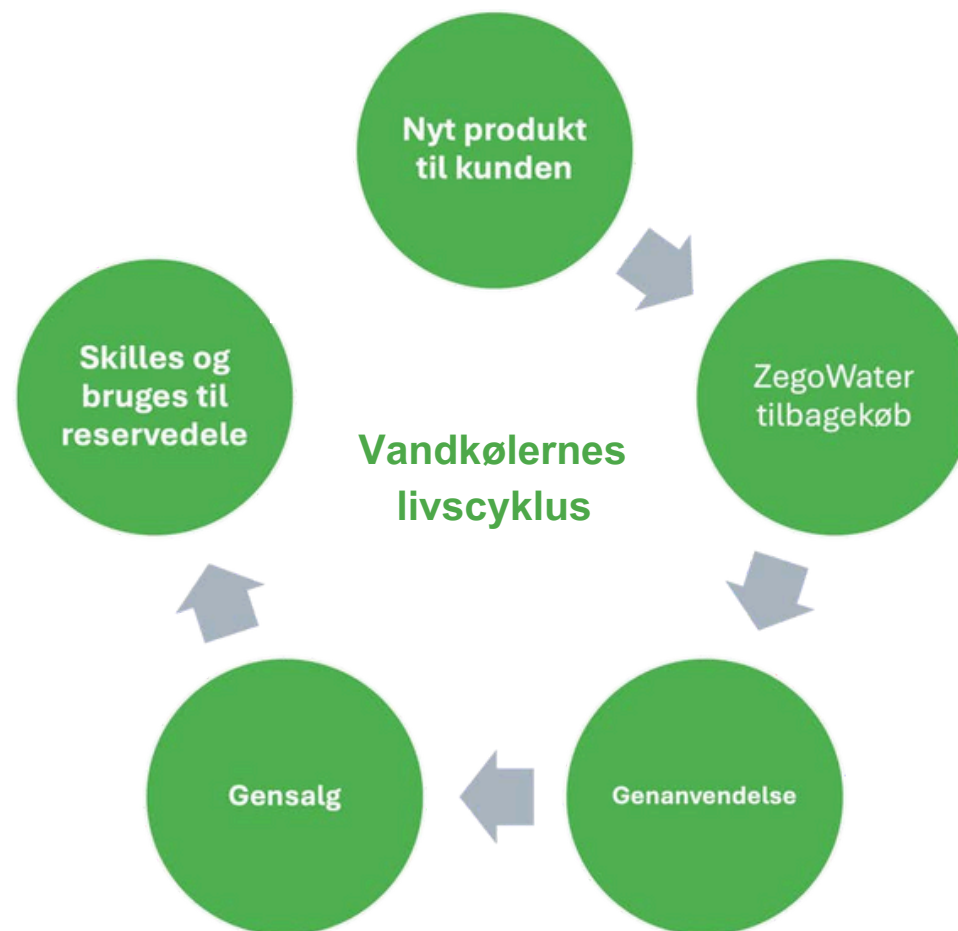 Nyt produkt
til kunden
ZegoWater
tilbagekøb
Genanvendelse
Gensalg
Skilles og
bruges til
reservedele
Vandkølernes
livscyklus